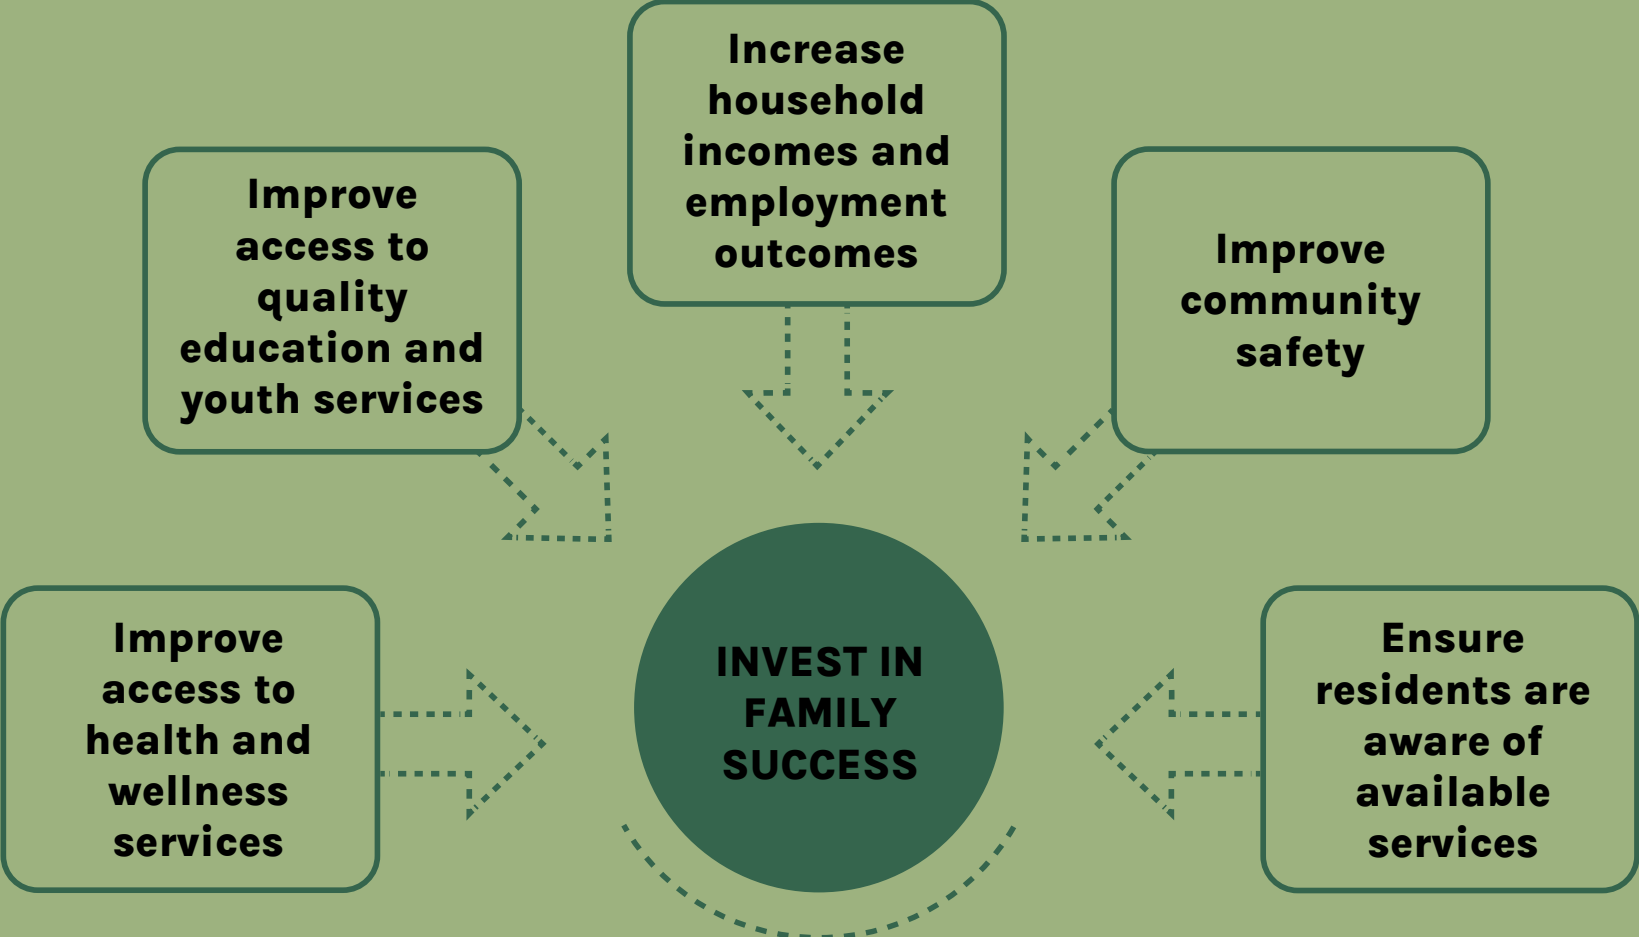 Increase
household
incomes and
employment
outcomes
Improve
access to
quality
education and
youth services
Improve
community
safety
Improve
access to
health and
wellness
services
INVEST IN
FAMILY
SUCCESS
Ensure
residents are
aware of
available
services